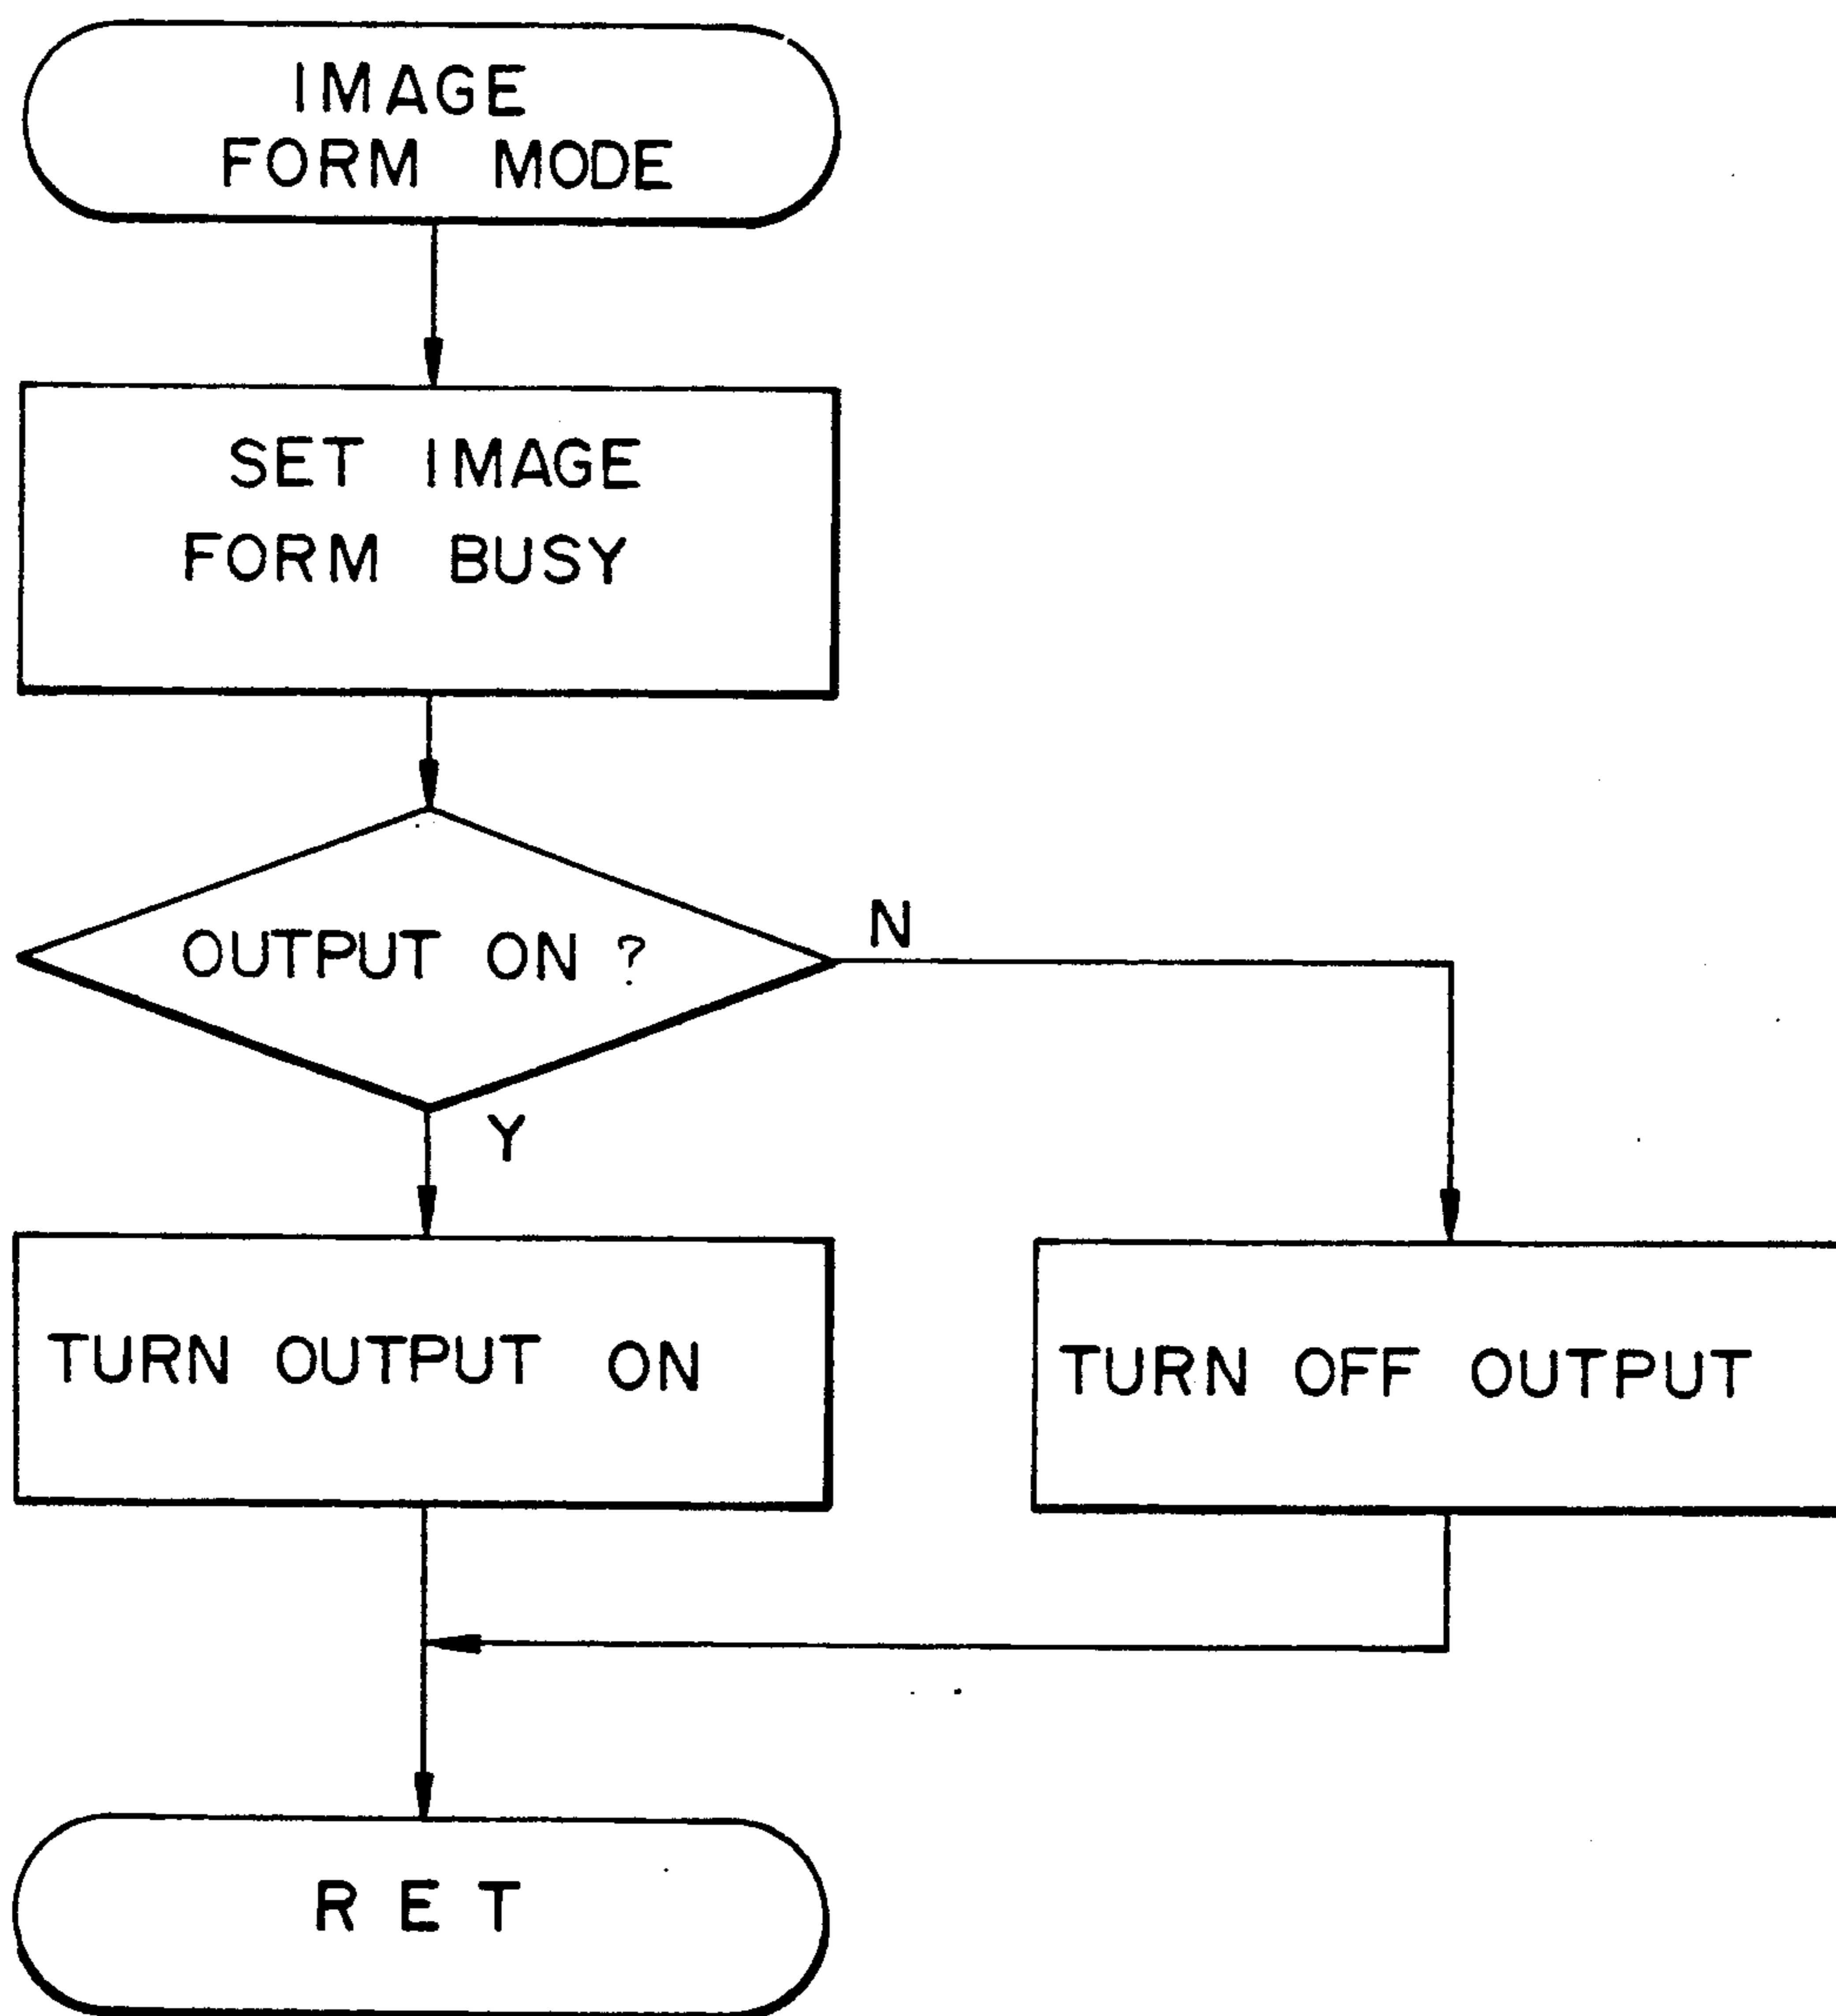 IMAGE
FORM MODE
SET IMAGE
FORM BUSY
OUTPUT ON ?
N
Y
TURN OUTPUT ON
TURN OFF OUTPUT
RET